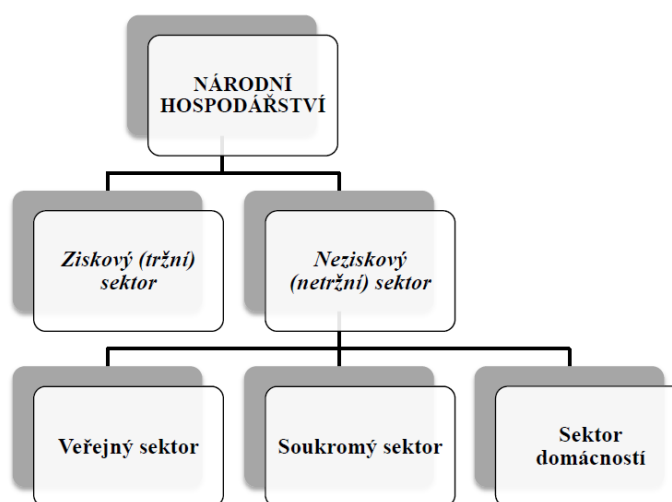 NÁRODNÍ
HOSPODÁŘSTVÍ
Ziskový (tržní)
sektor
Neziskový
(netržní) sektor
Veřejný sektor
Soukromý sektor
Sektor
domácností